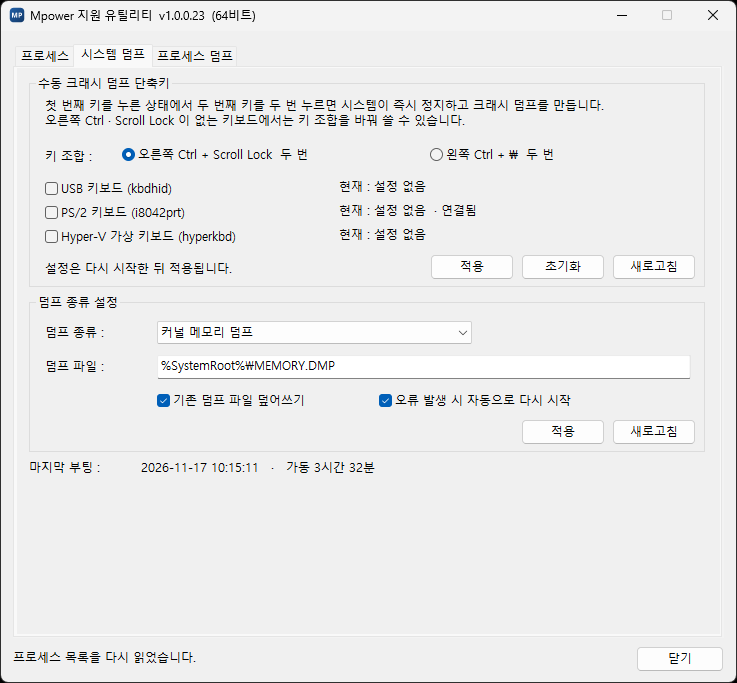 MP Mpower 지원 유틸리티 v1.0.0.23 (64비트)
프로세스 시스템 덤프 프로세스 덤프
수동 크래시 덤프 단축키
첫 번째 키를 누른 상태에서 두 번째 키를 두 번 누르면 시스템이 즉시 정지하고 크래시 덤프를 만듭니다.
오른쪽 Ctrl · Scroll Lock 이 없는 키보드에서는 키 조합을 바꿔 쓸 수 있습니다.
키 조합 : 오른쪽 Ctrl + Scroll Lock 두 번 왼쪽 Ctrl + ₩ 두 번
USB 키보드 (kbdhid) 현재 : 설정 없음
PS/2 키보드 (i8042prt) 현재 : 설정 없음 · 연결됨
Hyper-V 가상 키보드 (hyperkbd) 현재 : 설정 없음
설정은 다시 시작한 뒤 적용됩니다. 적용 초기화 새로고침
덤프 종류 설정
덤프 종류 : 커널 메모리 덤프
덤프 파일 : %SystemRoot%₩MEMORY.DMP
기존 덤프 파일 덮어쓰기 오류 발생 시 자동으로 다시 시작
적용 새로고침
마지막 부팅 : 2026-11-17 10:15:11 · 가동 3시간 32분
프로세스 목록을 다시 읽었습니다. 닫기